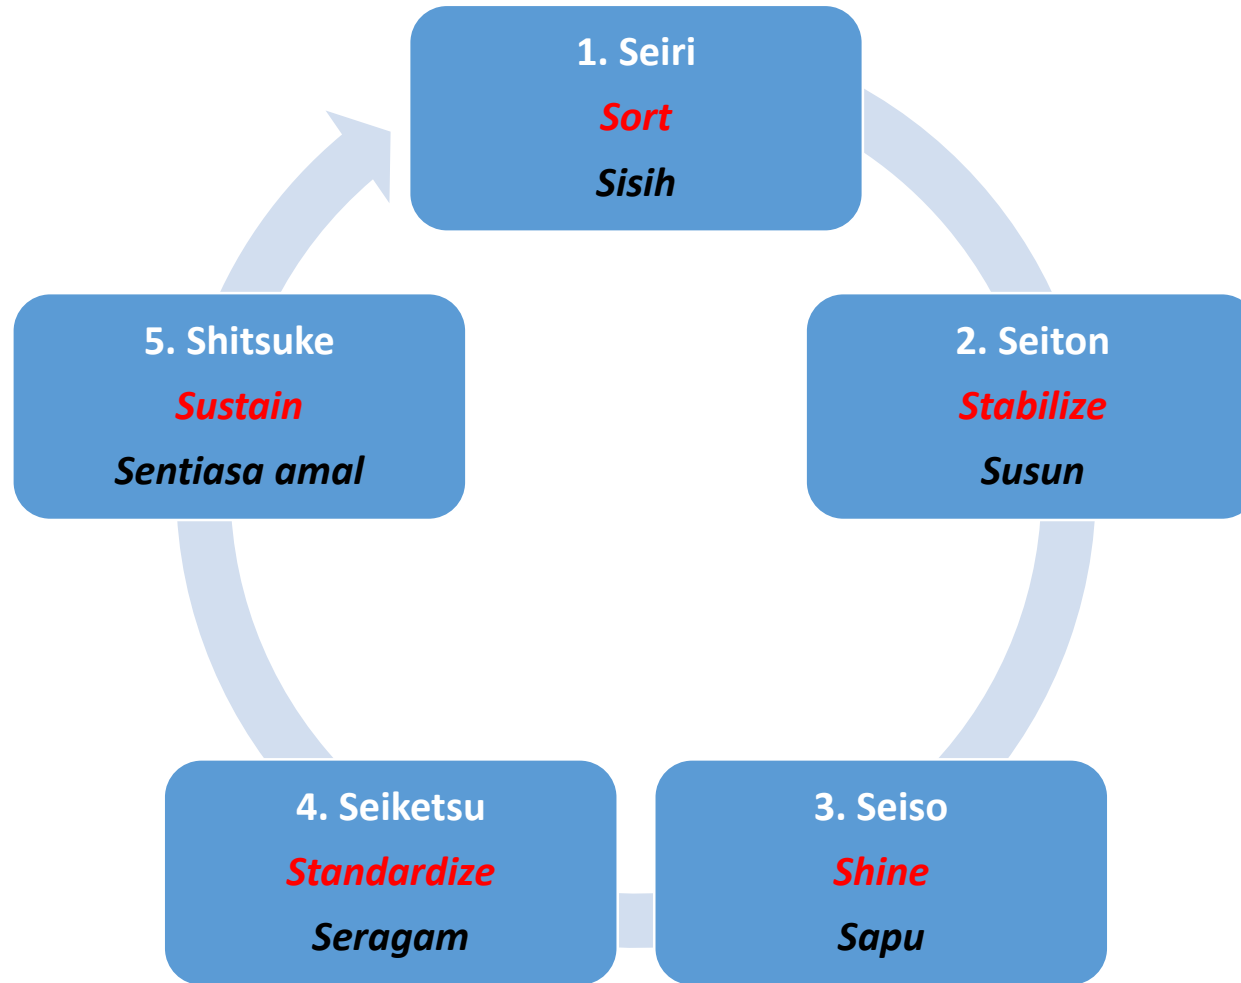 1. Seiri
Sort
Sisih
2. Seiton
Stabilize
Susun
3. Seiso
Shine
Sapu
4. Seiketsu
Standardize
Seragam
5. Shitsuke
Sustain
Sentiasa amal